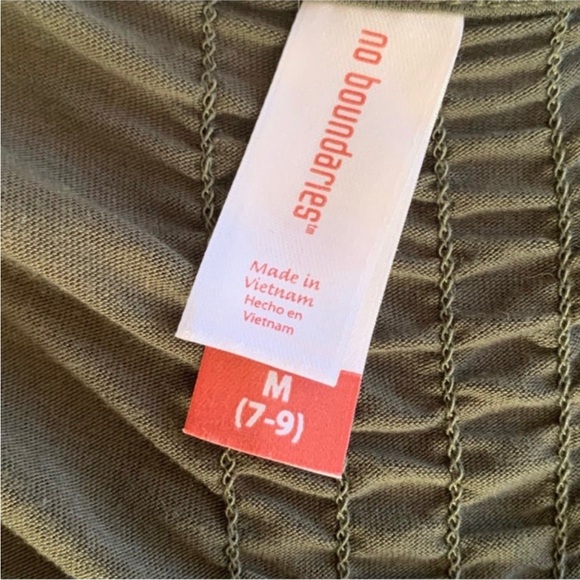 no boundaries™
Made in
Vietnam
Hecho en
Vietnam
M
(7-9)